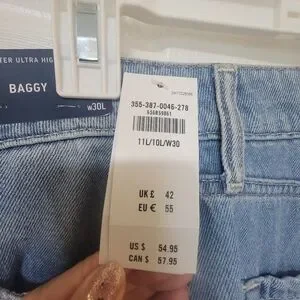 ULTRA HIG
BAGGY
W30L
355-387-0046-278
11L/10L/W30
UK £ 42
EU € 55
US $ 54.95
CAN $ 57.95